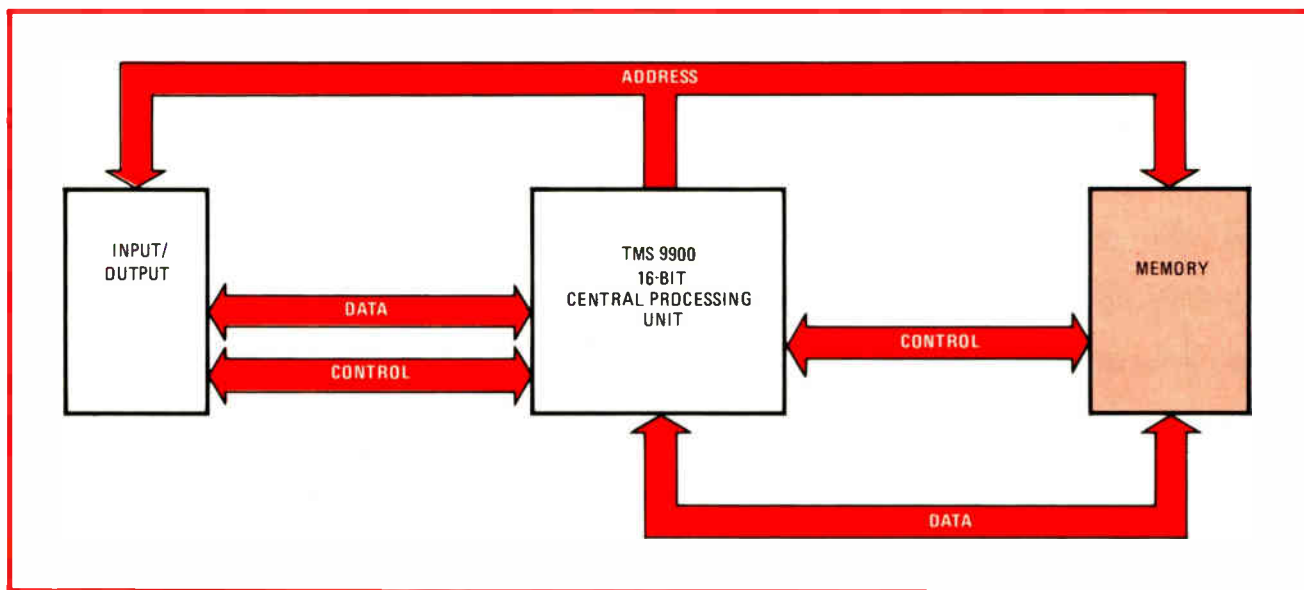 ADDRESS
INPUT/
OUTPUT
TMS 9900
16-BIT
CENTRAL PROCESSING
UNIT
MEMORY
DATA
CONTROL
CONTROL
DATA